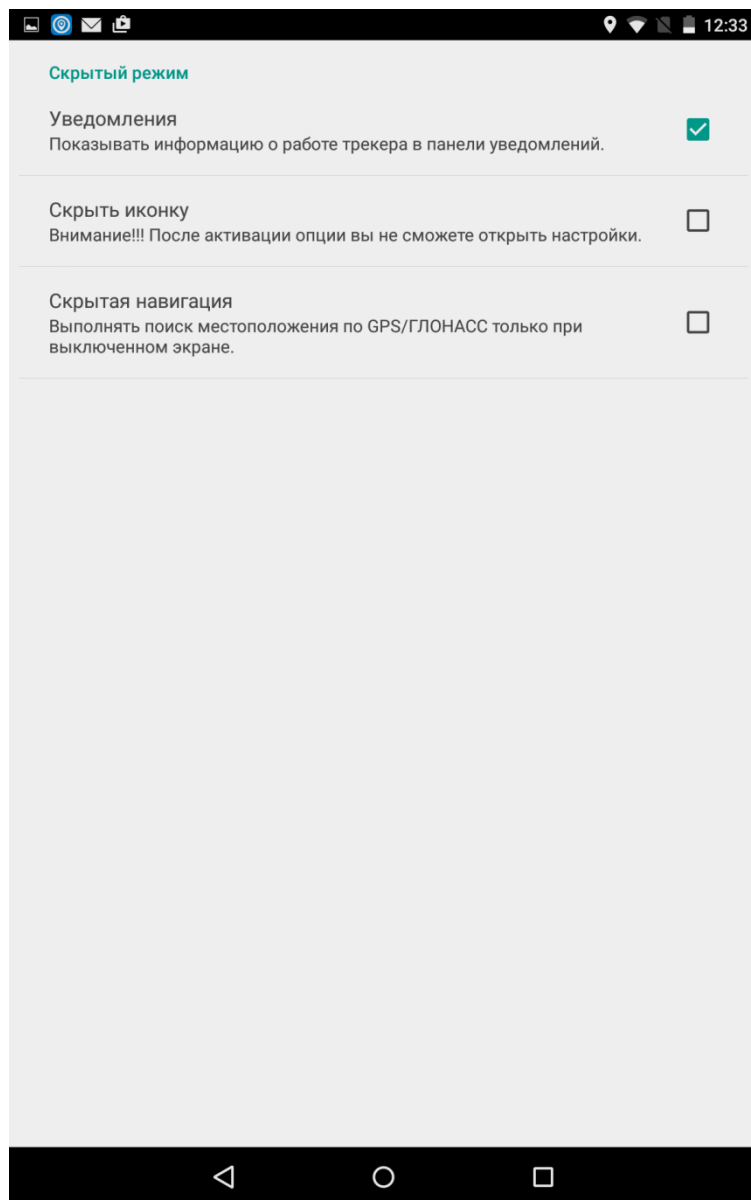 12:33
Скрытый режим
Уведомления
Показывать информацию о работе трекера в панели уведомлений.
Скрыть иконку
Внимание!!! После активации опции вы не сможете открыть настройки.
Скрытая навигация
Выполнять поиск местоположения по GPS/ГЛОНАСС только при
выключенном экране.